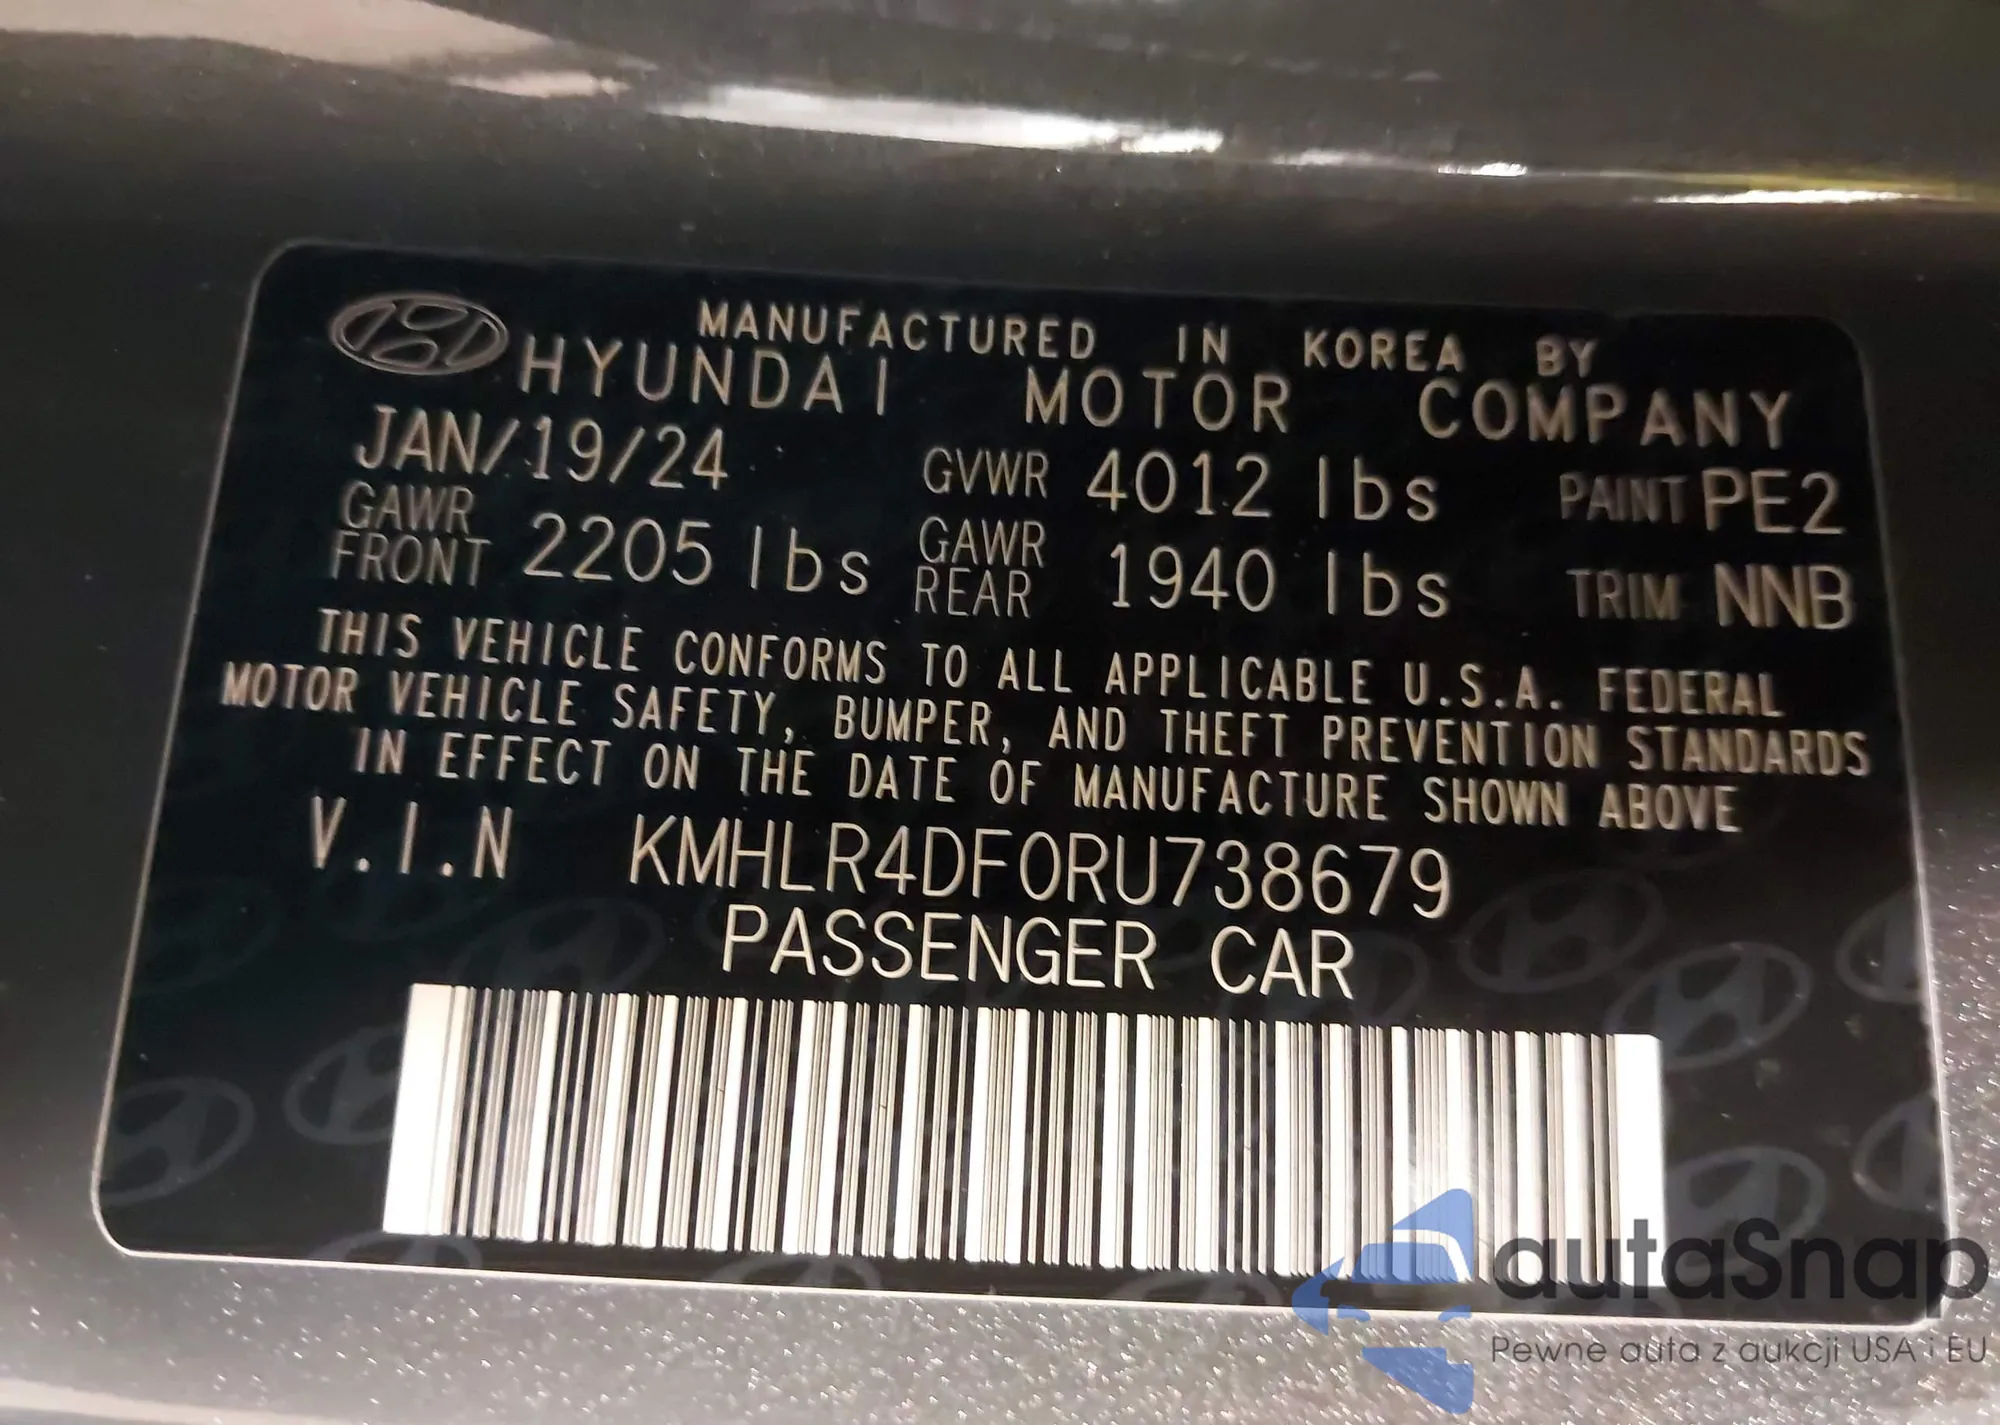 MANUFACTURED IN KOREA BY
HYUNDAI MOTOR COMPANY
JAN/19/24 GVWR 4012 lbs PAINT PE2
GAWR FRONT 2205 lbs GAWR REAR 1940 lbs TRIM NNB
THIS VEHICLE CONFORMS TO ALL APPLICABLE U.S.A. FEDERAL
MOTOR VEHICLE SAFETY, BUMPER, AND THEFT PREVENTION STANDARDS
IN EFFECT ON THE DATE OF MANUFACTURE SHOWN ABOVE
V.I.N KMHLR4DF0RU738679
PASSENGER CAR
autaSnap
Pewne auta z aukcji USA i EU